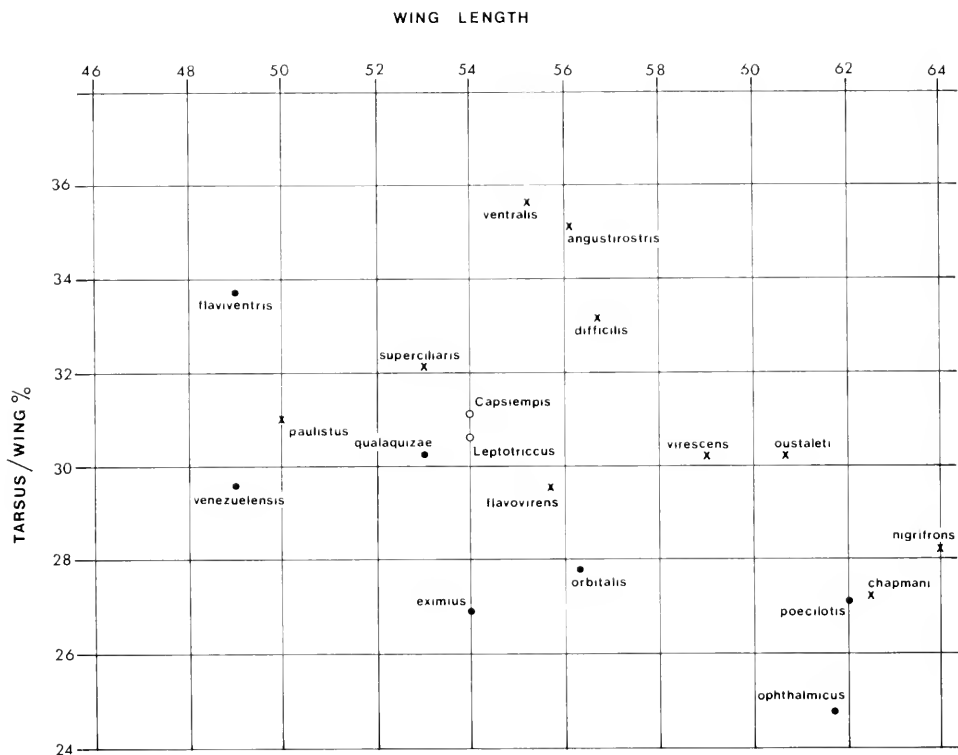 WING LENGTH
46 48 50 52 54 56 58 60 62 64
36
ventralis
angustirostris
34
flaviventris
difficilis
superciliaris
32
TARSUS/WING %
Capsiempis
paulistus
qualaquizae
Leptotriccus
virescens
oustaleti
30
venezuelensis
flavovirens
nigrifrons
28
orbitalis
chapmani
eximius
poecilotis
26
ophthalmicus
24